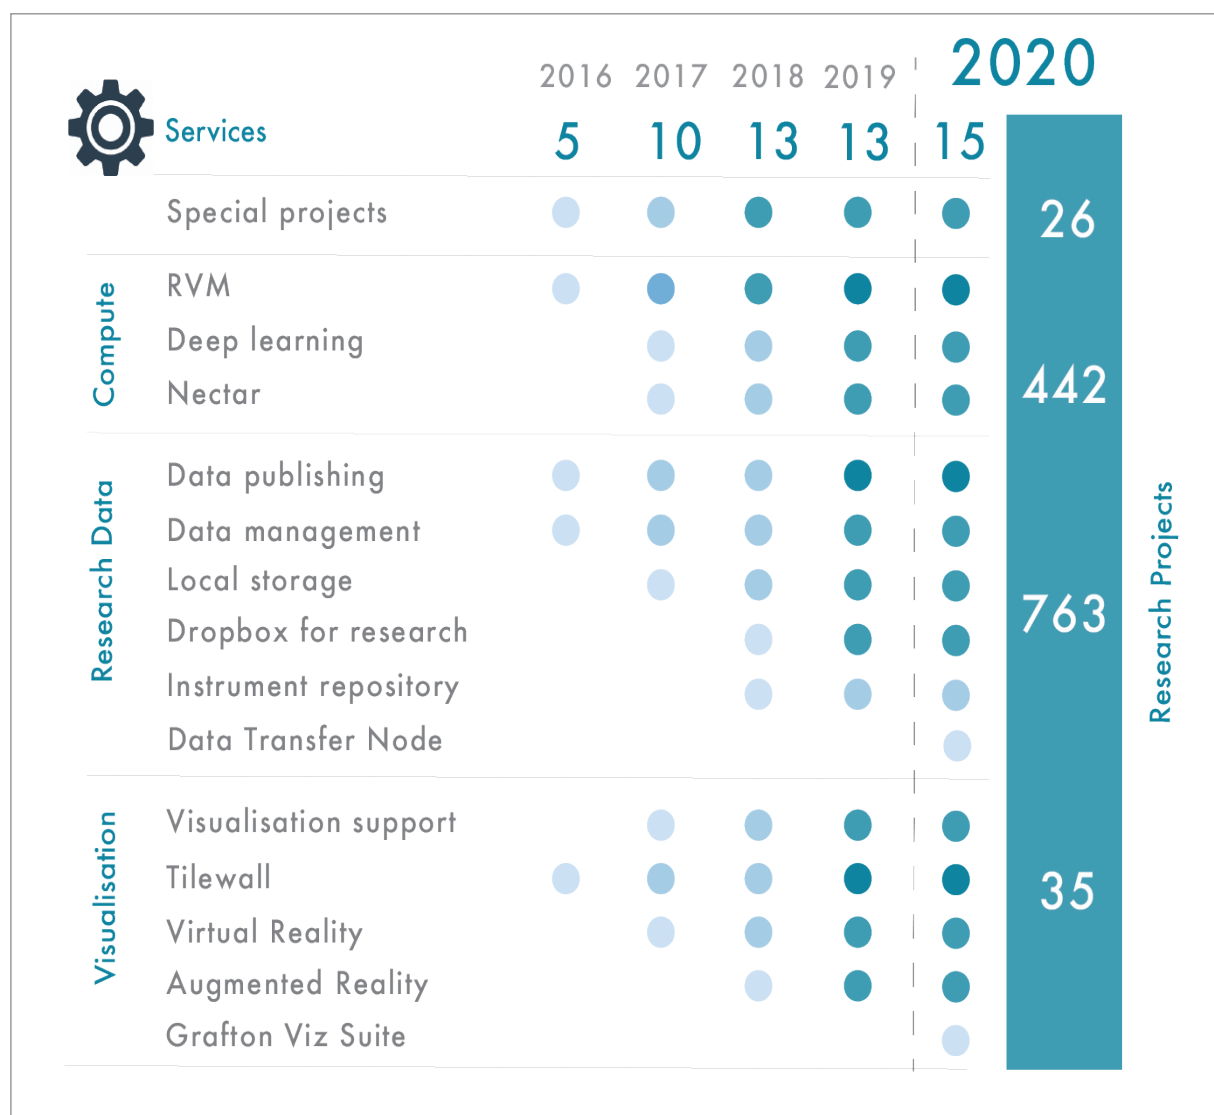 2016 2017 2018 2019 2020
Services 5 10 13 13 15
Special projects 26
Compute
RVM
Deep learning
Nectar
442
Research Data
Data publishing
Data management
Local storage
Dropbox for research
Instrument repository
Data Transfer Node
763
Research Projects
Visualisation
Visualisation support
Tilewall
Virtual Reality
Augmented Reality
Grafton Viz Suite
35